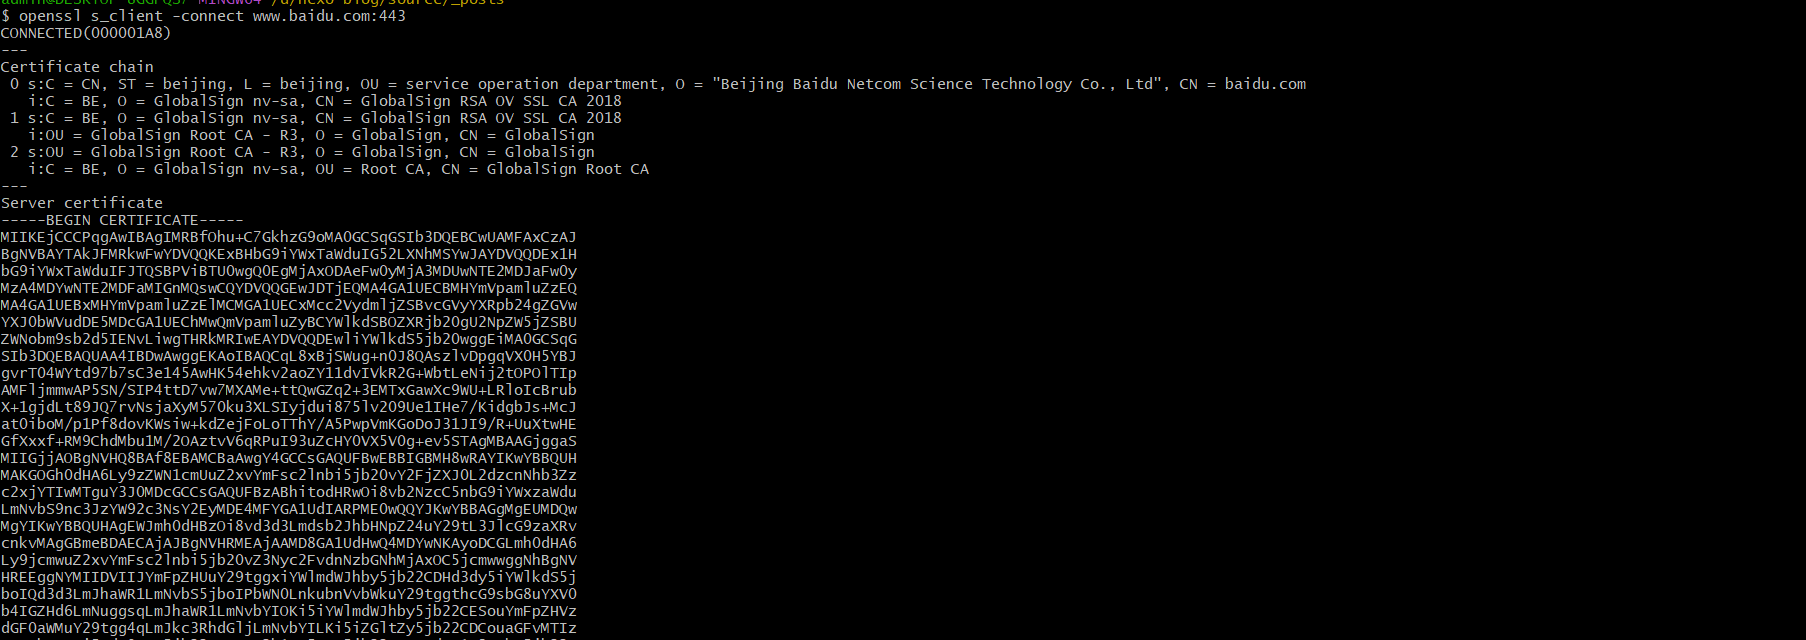 $ openssl s_client -connect www.baidu.com:443
CONNECTED(000001A8)
---
Certificate chain
 0 s:C = CN, ST = beijing, L = beijing, OU = service operation department, O = "Beijing Baidu Netcom Science Technology Co., Ltd", CN = baidu.com
   i:C = BE, O = GlobalSign nv-sa, CN = GlobalSign RSA OV SSL CA 2018
 1 s:C = BE, O = GlobalSign nv-sa, CN = GlobalSign RSA OV SSL CA 2018
   i:OU = GlobalSign Root CA - R3, O = GlobalSign, CN = GlobalSign
 2 s:OU = GlobalSign Root CA - R3, O = GlobalSign, CN = GlobalSign
   i:C = BE, O = GlobalSign nv-sa, OU = Root CA, CN = GlobalSign Root CA
---
Server certificate
-----BEGIN CERTIFICATE-----
MIIKEjCCCPqgAwIBAgIMRBfOhu+C7GkhzG9oMA0GCSqGSIb3DQEBCwUAMFAxCzAJ
BgNVBAYTAkJFMRkwFwYDVQQKExBHbG9iYWxTaWduIG52LXNhMSYwJAYDVQQDEx1H
bG9iYWxTaWduIFJTQSBPViBTU0wgQ0EgMjAxODAeFw0yMjA3MDUwNTE2MDJaFw0y
MzA4MDYwNTE2MDFaMIGnMQswCQYDVQQGEwJDTjEQMA4GA1UECBMHYmVpamluZzEQ
MA4GA1UEBxMHYmVpamluZzElMCMGA1UECxMcc2VydmljZSBvcGVyYXRpb24gZGVw
YXJ0bWVudDE5MDcGA1UEChMwQmVpamluZyBCYWlkdSBOZXRjb20gU2NpZW5jZSBU
ZWNobm9sb2d5IENvLiwgTHRkMRIwEAYDVQQDEwliYWlkdS5jb20wggEiMA0GCSqG
SIb3DQEBAQUAA4IBDwAwggEKAoIBAQCqL8xBjSWug+n0J8QAszlvDpgqVX0H5YBJ
gvrT04WYtd97b7sC3e145AwHK54ehkv2aoZY11dvIVkR2G+WbtLeNij2tOPOlTIp
AMFljmmwAP5SN/SIP4ttD7vw7MXAMe+ttQwGZq2+3EMTxGawXc9WU+LRloIcBrub
X+1gjdLt89JQ7rvNsjaXyM570ku3XLSIyjdui875lv2O9Ue1IHe7/KidgbJs+McJ
at0iboM/p1Pf8dovKWsiw+kdZejFoLoTThY/A5PwpVmKGoDoJ31JI9/R+UuXtwHE
GfXxxf+RM9ChdMbu1M/2OAztvV6qRPuI93uZcHY0VX5V0g+ev5STAgMBAAGjggaS
MIIGjjAOBgNVHQ8BAf8EBAMCBaAwgY4GCCsGAQUFBwEBBIGBMH8wRAYIKwYBBQUH
MAKGOGh0dHA6Ly9zZWN1cmUuZ2xvYmFsc2lnbi5jb20vY2FjZXJ0L2dzcnNhb3Zz
c2xjYTIwMTguY3J0MDcGCCsGAQUFBzABhitodHRwOi8vb2NzcC5nbG9iYWxzaWdu
LmNvbS9nc3JzYW92c3NsY2EyMDE4MFYGA1UdIARPME0wQQYJKwYBBAGgMgEUMDQw
MgYIKwYBBQUHAgEWJmh0dHBzOi8vd3d3Lmdsb2JhbHNpZ24uY29tL3JlcG9zaXRv
cnkvMAgGBmeBDAECAjAJBgNVHRMEAjAAMD8GA1UdHwQ4MDYwNKAyoDCGLmh0dHA6
Ly9jcmwuZ2xvYmFsc2lnbi5jb20vZ3Nyc2FvdnNzbGNhMjAxOC5jcmwwggNhBgNV
HREEggNYMIIDVIIJYmFpZHUuY29tggxiYWlmdWJhby5jb22CDHd3dy5iYWlkdS5j
boIQd3d3LmJhaWR1LmNvbS5jboIPbWN0LnkubnVvbWkuY29tggthcG9sbG8uYXV0
b4IGZHd6LmNuggsqLmJhaWR1LmNvbYIOKi5iYWlmdWJhby5jb22CESouYmFpZHVz
dGF0aWMuY29tgg4qLmJkc3RhdGljLmNvbYILKi5iZGltZy5jb22CDCouaGFvMTIz